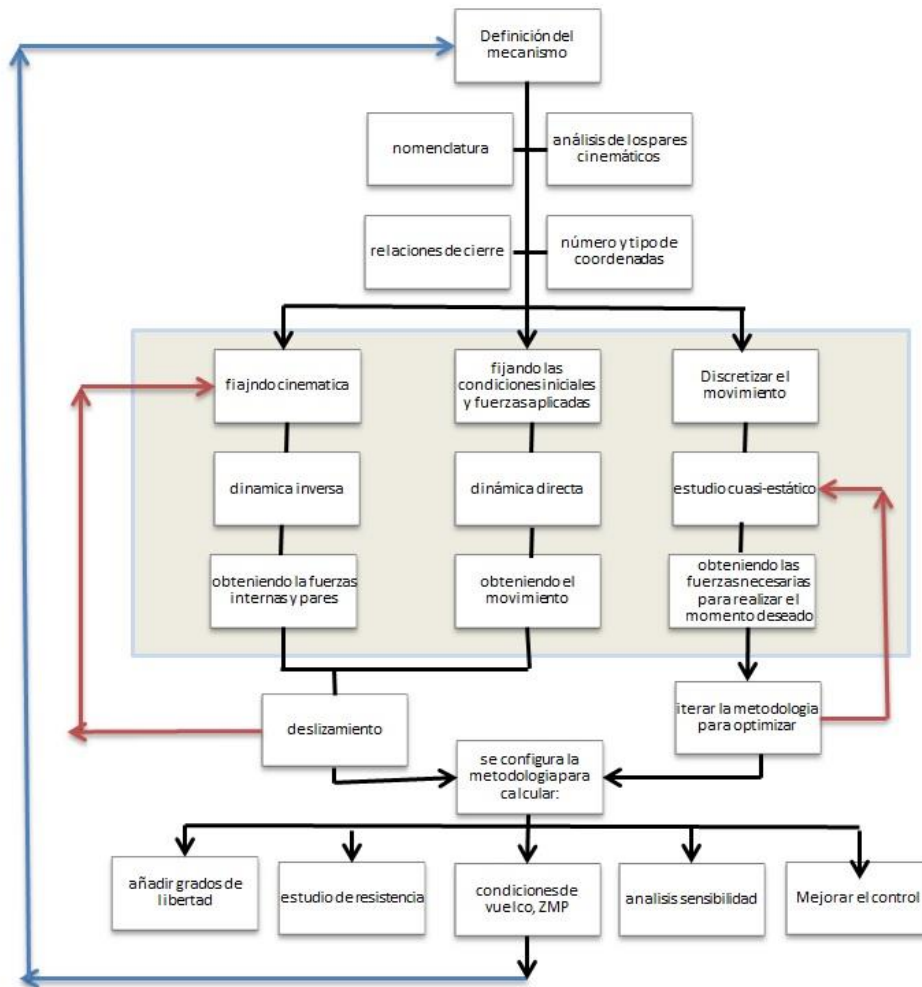 Definición del
mecanismo
nomenclatura
análisis de los pares
cinemáticos
relaciones de cierre
número y tipo de
coordenadas
fiajndo cinematica
fijando las
condiciones iniciales
y fuerzas aplicadas
Discretizar el
movimiento
dinamica inversa
dinámica directa
estudio cuasi-estático
obteniendo la fuerzas
internas y pares
obteniendo el
movimiento
obteniendo las
fuerzas necesarias
para realizar el
momento deseado
deslizamiento
iterar la metodologia
para optimizar
se configura la
metodologia para
calcular:
añadir grados de
libertad
estudio de resistencia
condiciones de
vuelco, ZMP
analisis sensibilidad
Mejorar el control